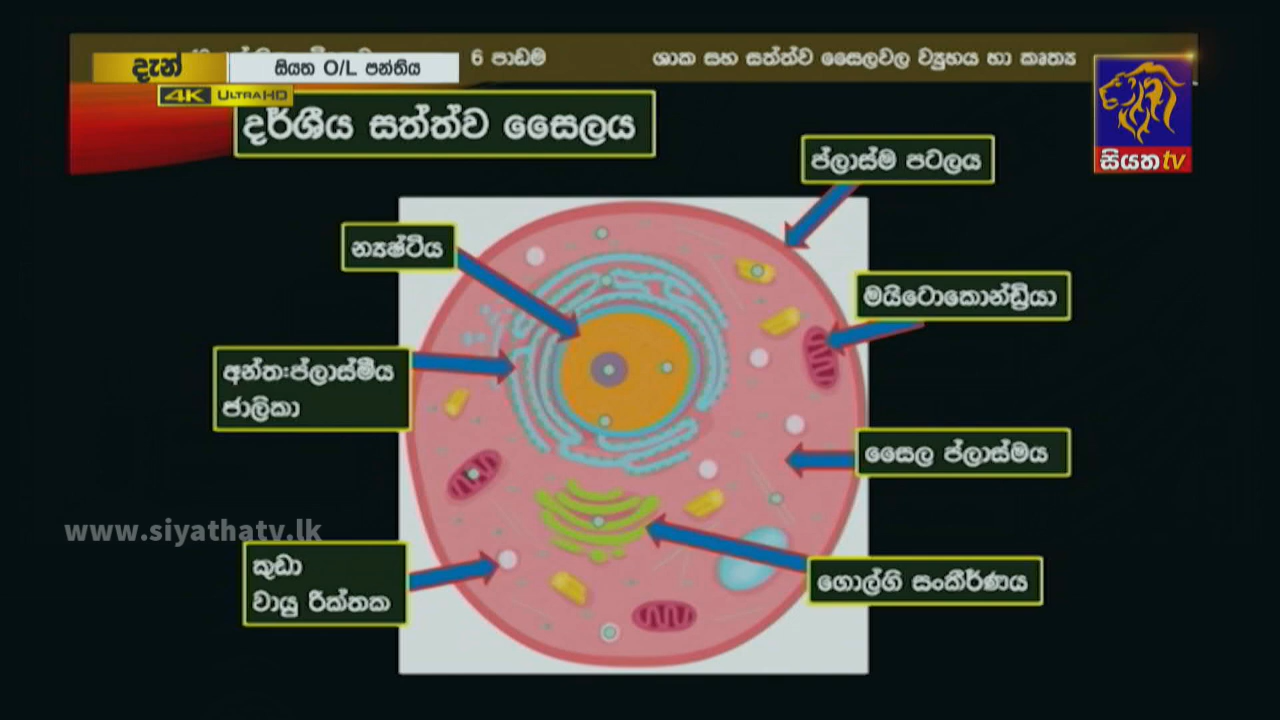 6 පාඩම
ශාක සහ සත්ත්ව සෛලවල ව්‍යුහය හා කෘත්‍ය
දැන්
සියත O/L පන්තිය
4K ULTRA HD
සියත tv
දර්ශීය සත්ත්ව සෛලය
ප්ලාස්ම පටලය
න්‍යෂ්ටිය
මයිටොකොන්ඩ්‍රියා
අන්තඃප්ලාස්මීය
ජාලිකා
සෛල ප්ලාස්මය
www.siyathatv.lk
කුඩා
වායු රික්තක
ගොල්ගි සංකීර්ණය